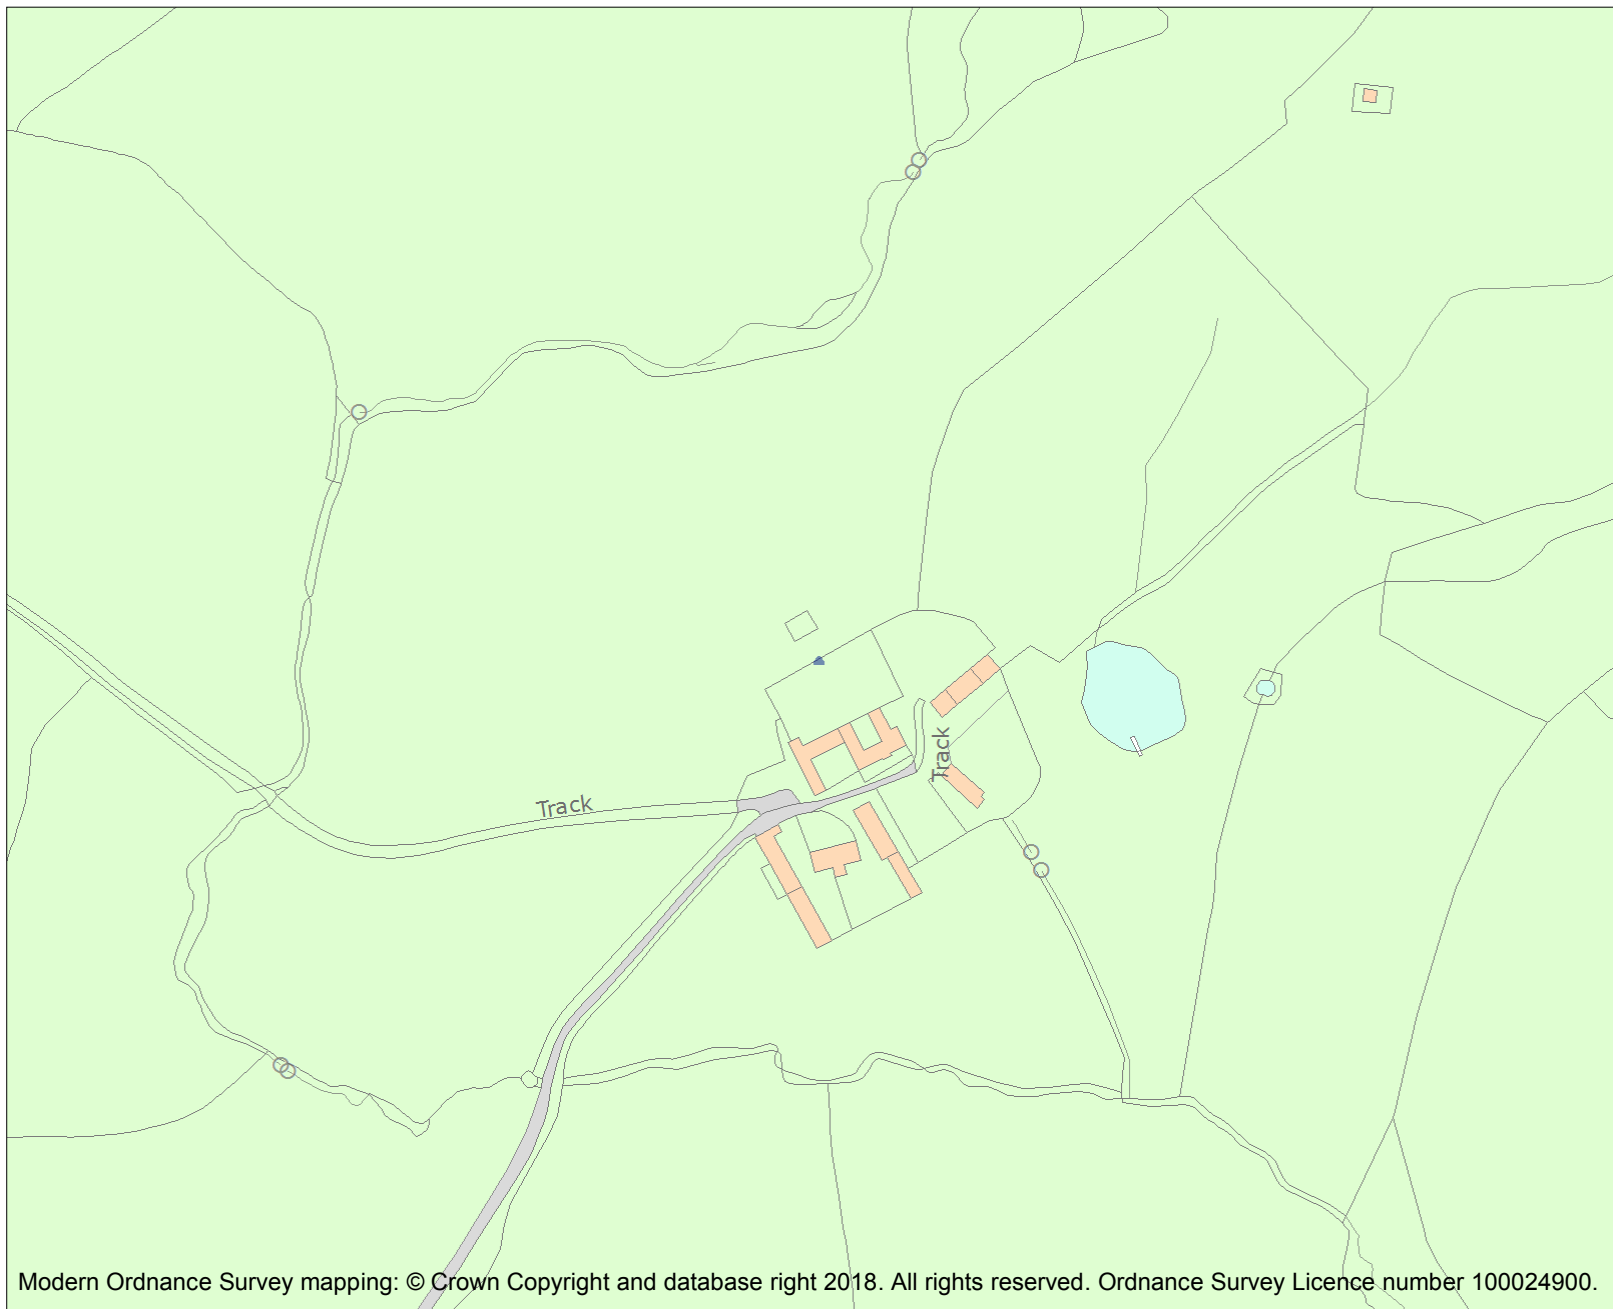 Track
Track
Modern Ordnance Survey mapping: © Crown Copyright and database right 2018. All rights reserved. Ordnance Survey Licence number 100024900.